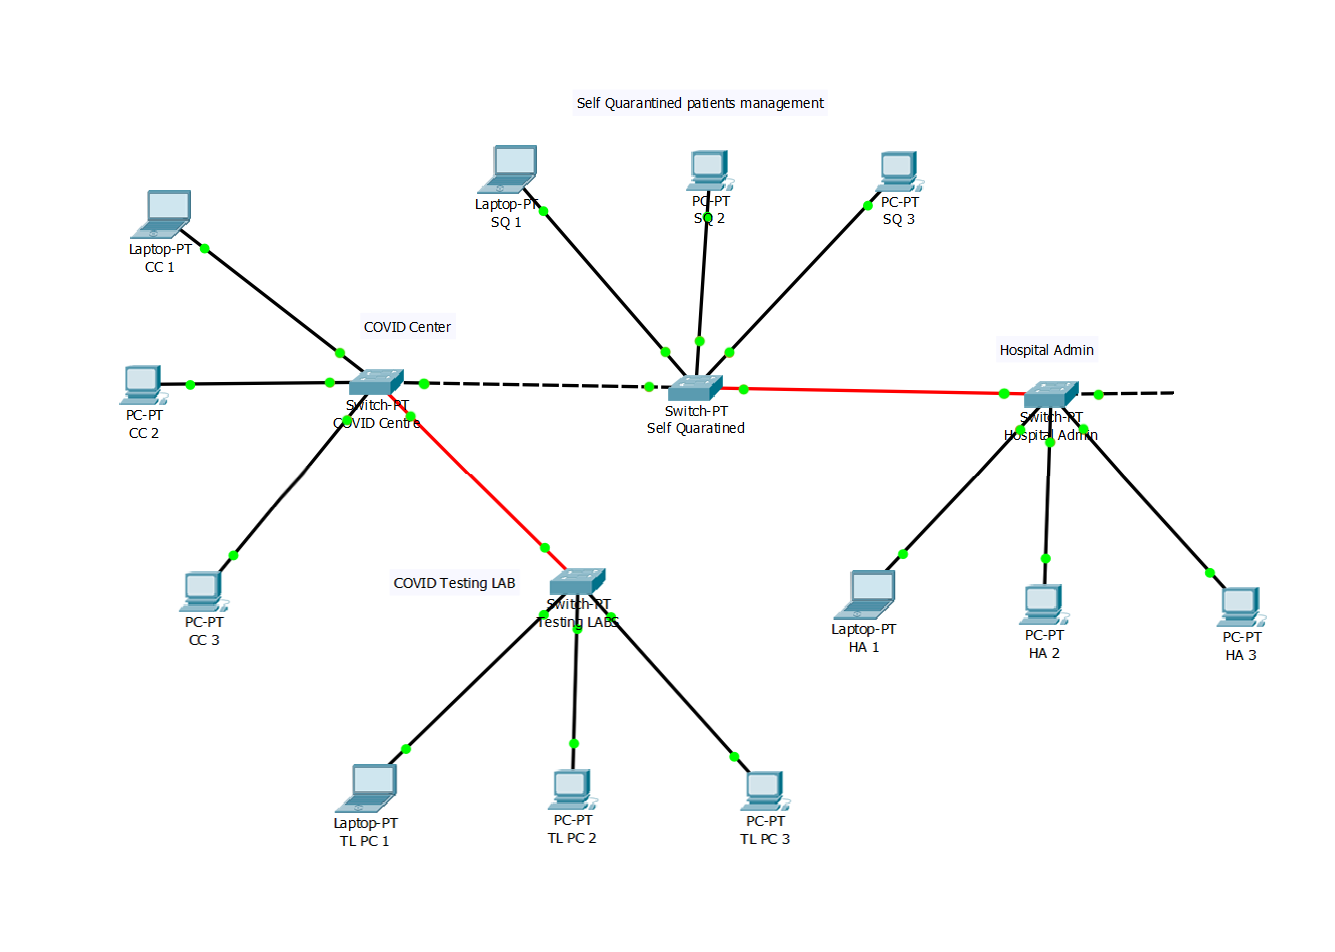 Self Quarantined patients management
Laptop-PT
SQ 1
PC-PT
SQ 2
PC-PT
SQ 3
Laptop-PT
CC 1
COVID Center
Hospital Admin
PC-PT
CC 2
Switch-PT
COVID Centre
Switch-PT
Self Quaratined
Switch-PT
Hospital Admin
PC-PT
CC 3
COVID Testing LAB
Switch-PT
Testing LABS
Laptop-PT
HA 1
PC-PT
HA 2
PC-PT
HA 3
Laptop-PT
TL PC 1
PC-PT
TL PC 2
PC-PT
TL PC 3